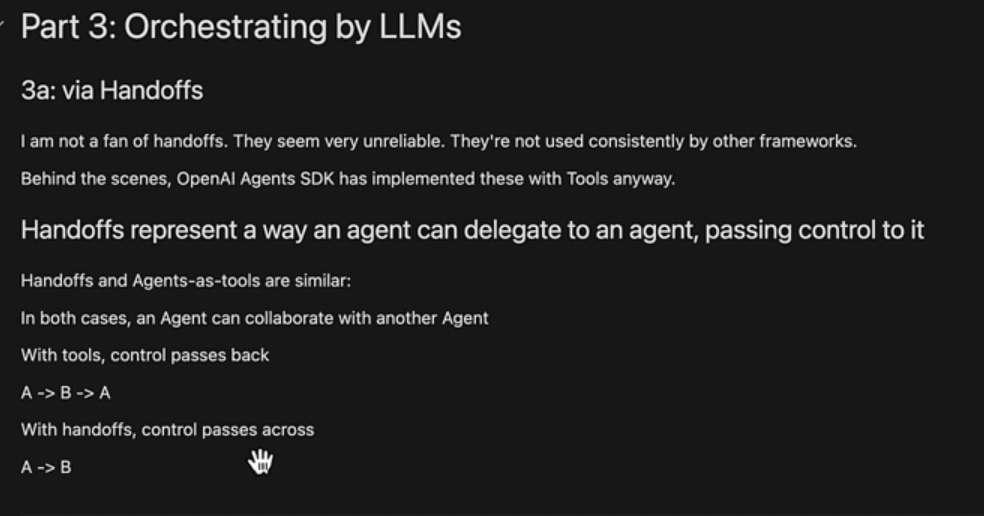 Part 3: Orchestrating by LLMs
3a: via Handoffs
I am not a fan of handoffs. They seem very unreliable. They're not used consistently by other frameworks.
Behind the scenes, OpenAI Agents SDK has implemented these with Tools anyway.
Handoffs represent a way an agent can delegate to an agent, passing control to it
Handoffs and Agents-as-tools are similar:
In both cases, an Agent can collaborate with another Agent
With tools, control passes back
A -> B -> A
With handoffs, control passes across
A -> B